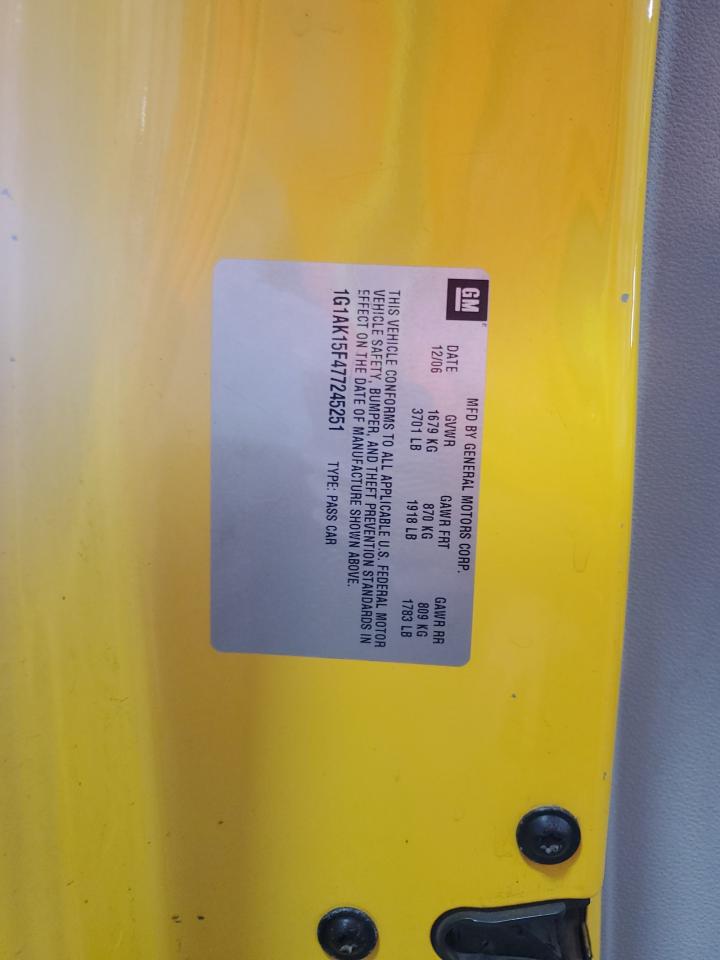 GM
MFD BY GENERAL MOTORS CORP.
DATE GVWR GAWR FRT GAWR RR
12/06 1679 KG 870 KG 809 KG
3701 LB 1918 LB 1783 LB
THIS VEHICLE CONFORMS TO ALL APPLICABLE U.S. FEDERAL MOTOR
VEHICLE SAFETY, BUMPER, AND THEFT PREVENTION STANDARDS IN
EFFECT ON THE DATE OF MANUFACTURE SHOWN ABOVE.
1G1AK15F477245251 TYPE: PASS CAR